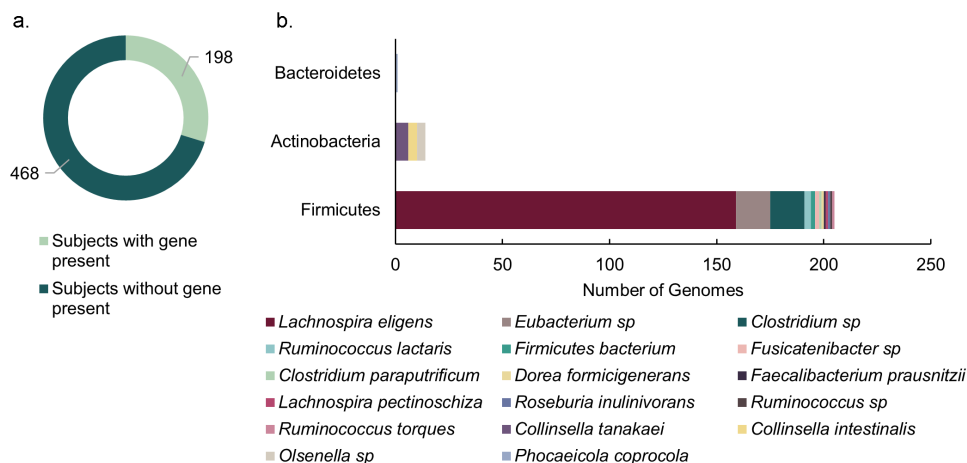 a.
198
468
Subjects with gene
present
Subjects without gene
present
b.
Bacteroidetes
Actinobacteria
Firmicutes
0 50 100 150 200 250
Number of Genomes
Lachnospira eligens Eubacterium sp Clostridium sp
Ruminococcus lactaris Firmicutes bacterium Fusicatenibacter sp
Clostridium paraputrificum Dorea formicigenerans Faecalibacterium prausnitzii
Lachnospira pectinoschiza Roseburia inulinivorans Ruminococcus sp
Ruminococcus torques Collinsella tanakaei Collinsella intestinalis
Olsenella sp Phocaeicola coprocola